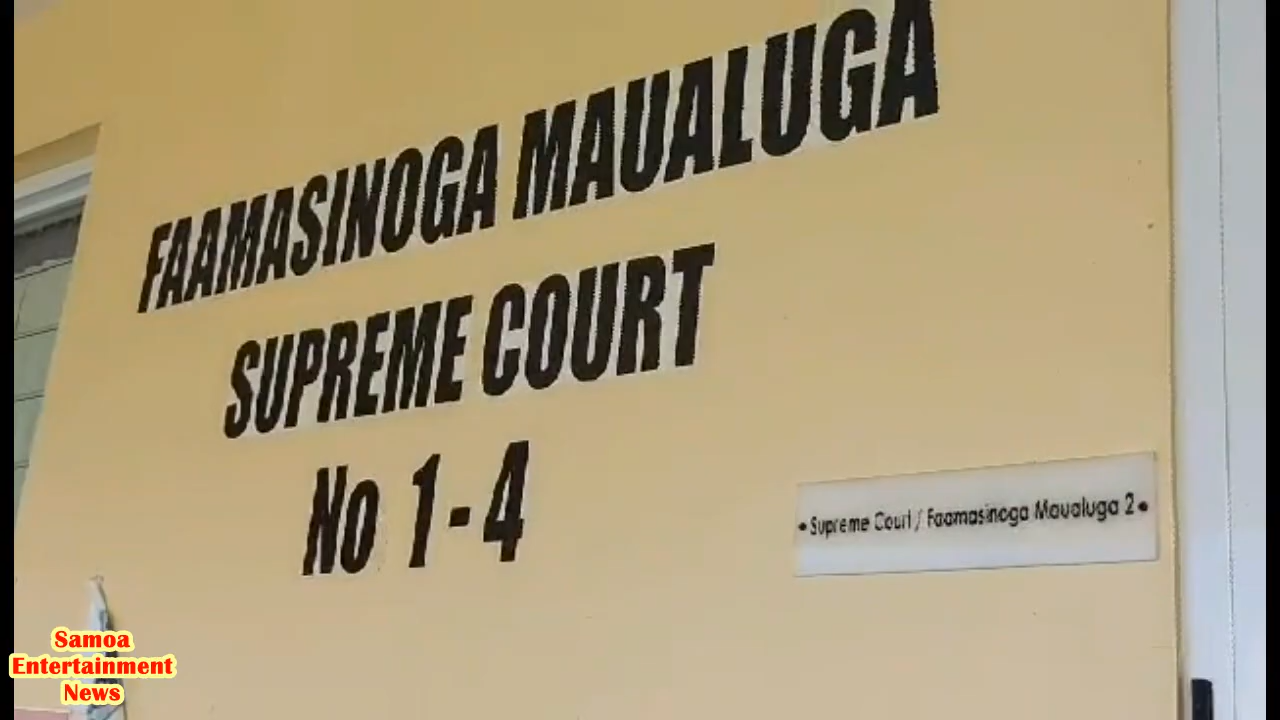 FAAMASINOGA MAUALUGA
SUPREME COURT
No 1-4
•Supreme Court / Faamasinoga Maualuga 2•
Samoa
Entertainment
News